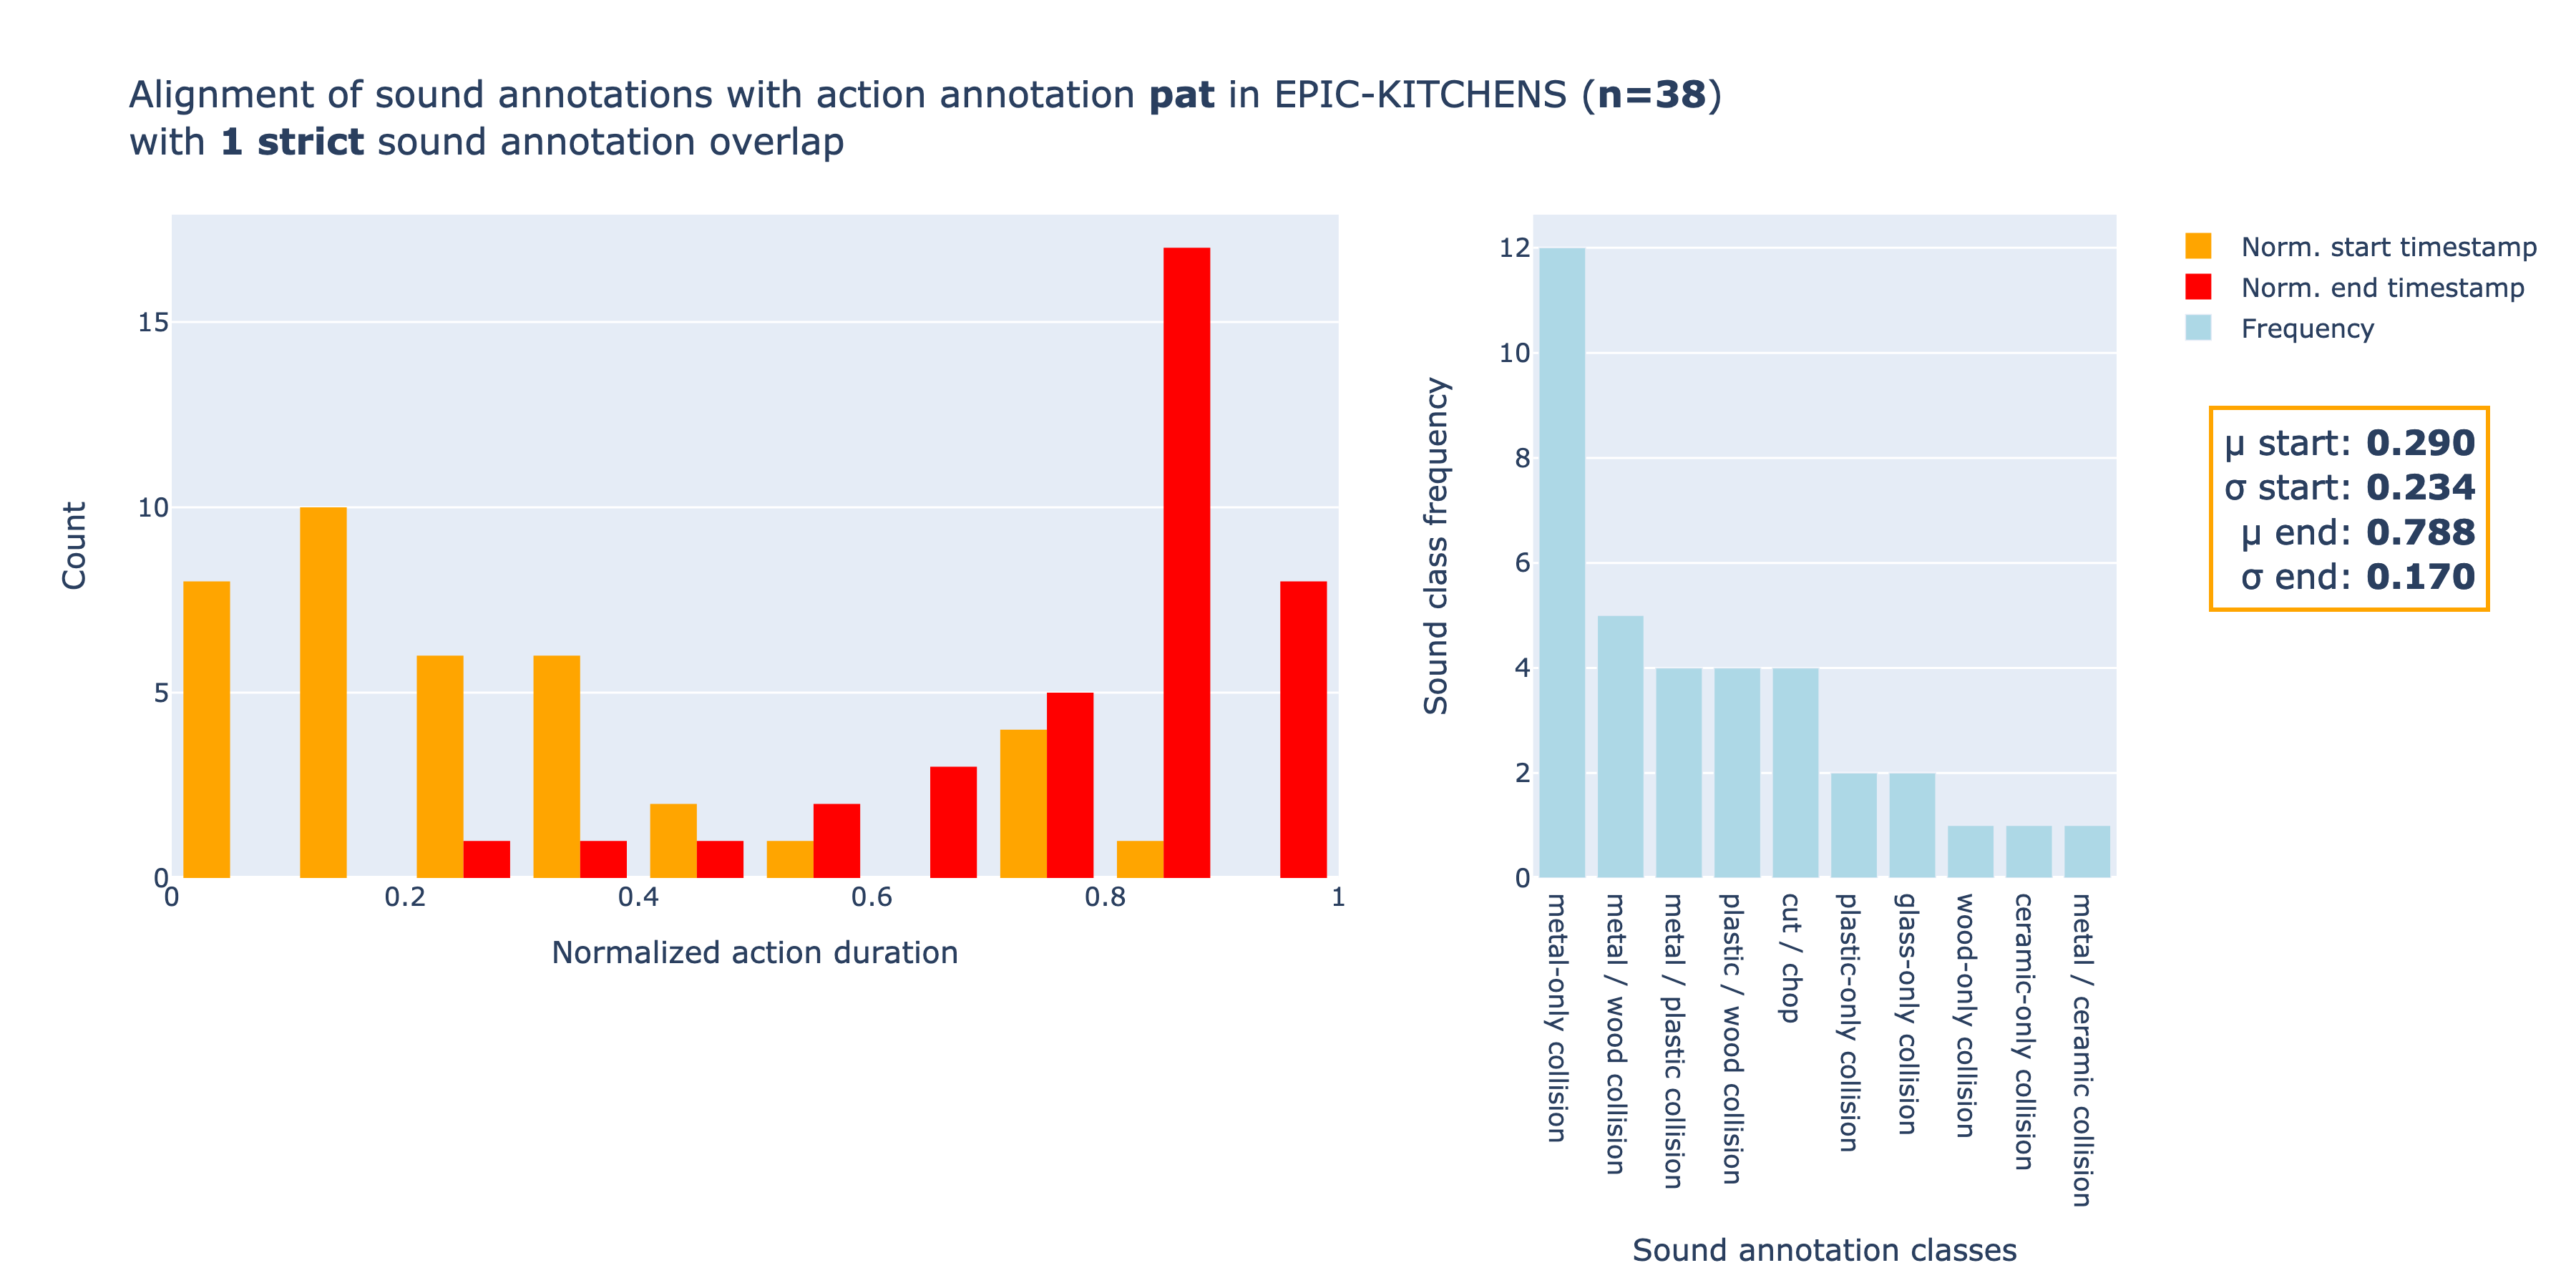 Alignment of sound annotations with action annotation pat in EPIC-KITCHENS (n=38)
with 1 strict sound annotation overlap
Count
15
10
5
0
0
0.2
0.4
0.6
0.8
1
Normalized action duration
Sound class frequency
12
10
8
6
4
2
0
metal-only collision
metal / wood collision
metal / plastic collision
plastic / wood collision
cut / chop
plastic-only collision
glass-only collision
wood-only collision
ceramic-only collision
metal / ceramic collision
Sound annotation classes
Norm. start timestamp
Norm. end timestamp
Frequency
μ start: 0.290
σ start: 0.234
μ end: 0.788
σ end: 0.170